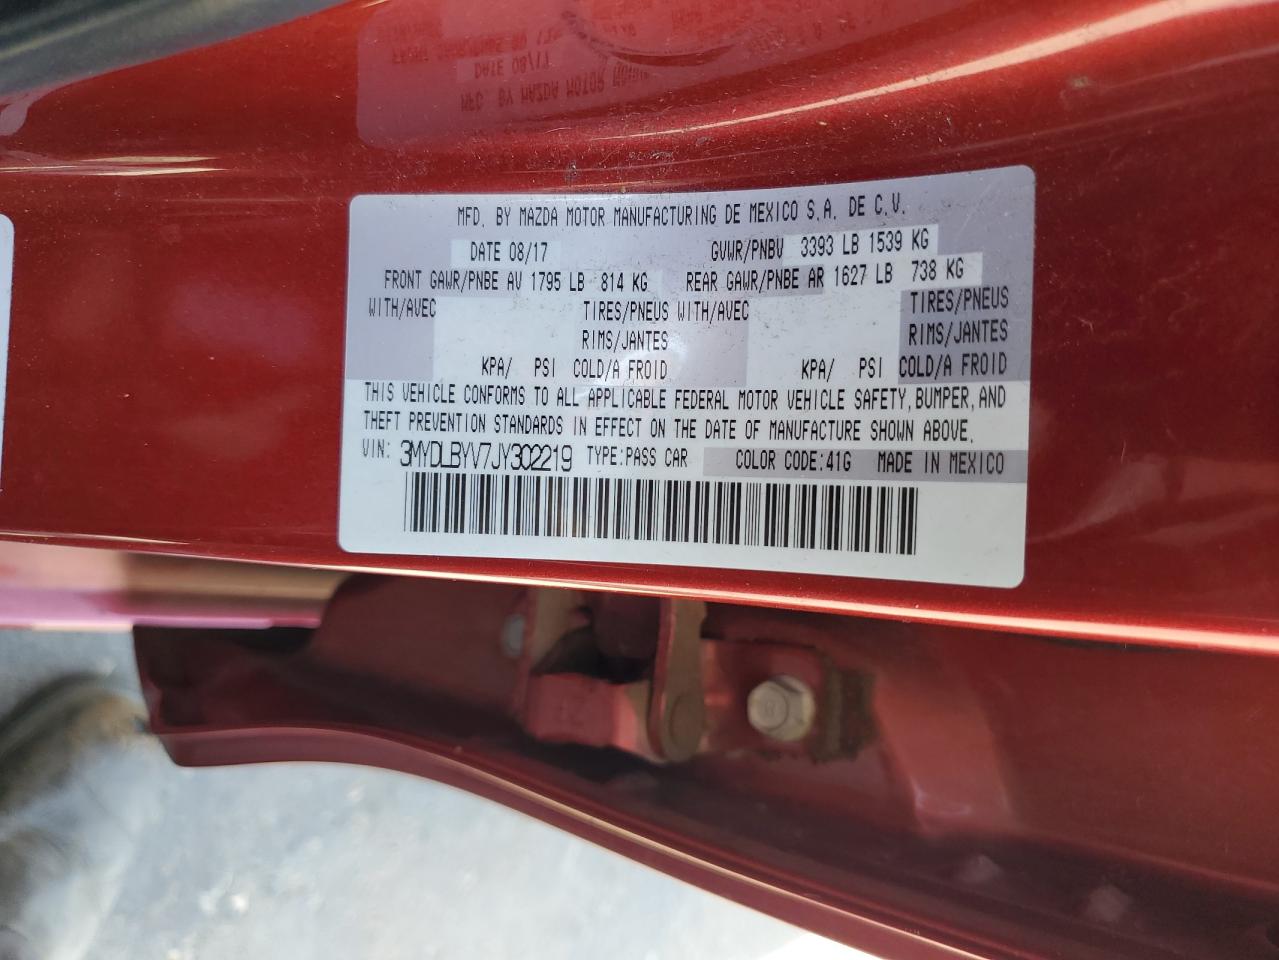 MFD. BY MAZDA MOTOR MANUFACTURING DE MEXICO S.A. DE C.V.
DATE 08/17 GVWR/PNBV 3393 LB 1539 KG
FRONT GAWR/PNBE AV 1795 LB 814 KG REAR GAWR/PNBE AR 1627 LB 738 KG
WITH/AVEC TIRES/PNEUS WITH/AVEC TIRES/PNEUS
RIMS/JANTES RIMS/JANTES
KPA/ PSI COLD/A FROID KPA/ PSI COLD/A FROID
THIS VEHICLE CONFORMS TO ALL APPLICABLE FEDERAL MOTOR VEHICLE SAFETY, BUMPER, AND
THEFT PREVENTION STANDARDS IN EFFECT ON THE DATE OF MANUFACTURE SHOWN ABOVE.
VIN: 3MYDLBYV7JY302219 TYPE:PASS CAR COLOR CODE:41G MADE IN MEXICO